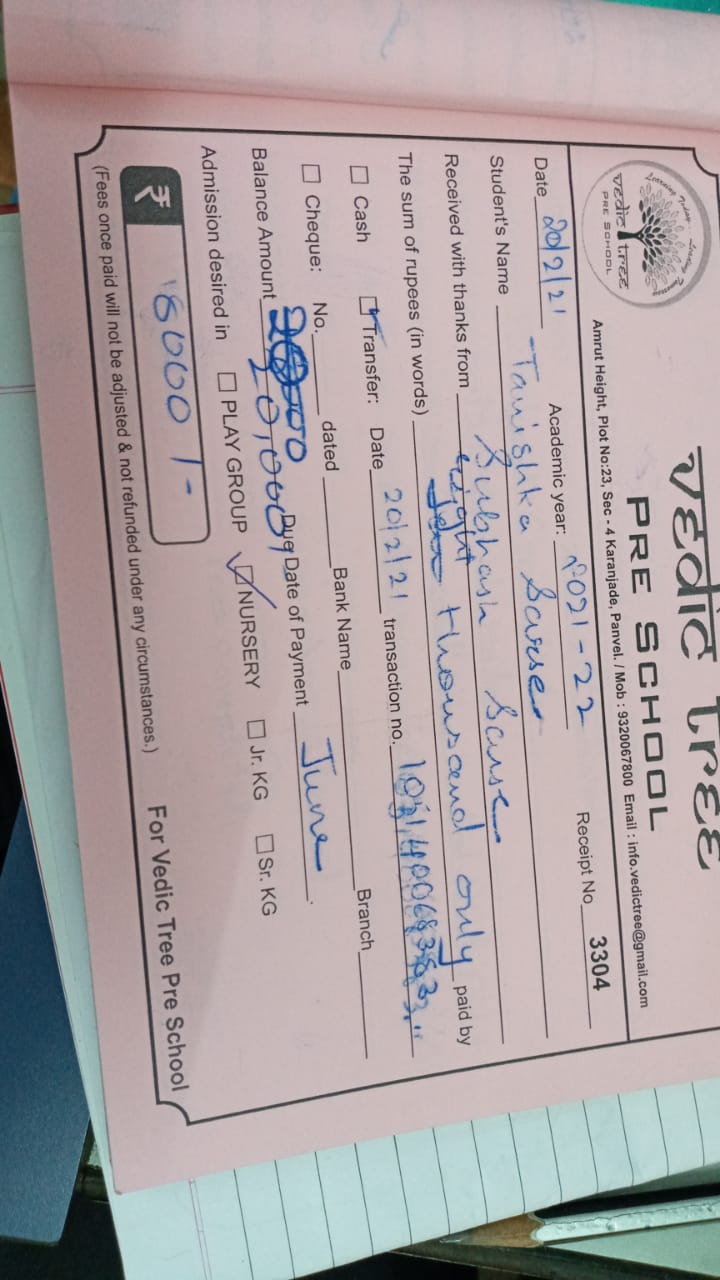 vedic tree
PRE SCHOOL
vedic tree
PRE SCHOOL
Amrut Height, Plot No:23, Sec - 4 Karanjade, Panvel. / Mob : 9320067800 Email : info.vedictree@gmail.com
Date 20/2/21 Academic year: 2021-22 Receipt No. 3304
Student's Name Tanishka Sarse
Received with thanks from Subhash Sarse
The sum of rupees (in words) Eight thousand only paid by
Cash Transfer: Date 20/2/21 transaction no.
Cheque: No. dated Bank Name Branch
Balance Amount 20,000/- Due Date of Payment June.
Admission desired in PLAY GROUP NURSERY Jr. KG Sr. KG
₹ 8000/-
For Vedic Tree Pre School
(Fees once paid will not be adjusted & not refunded under any circumstances.)